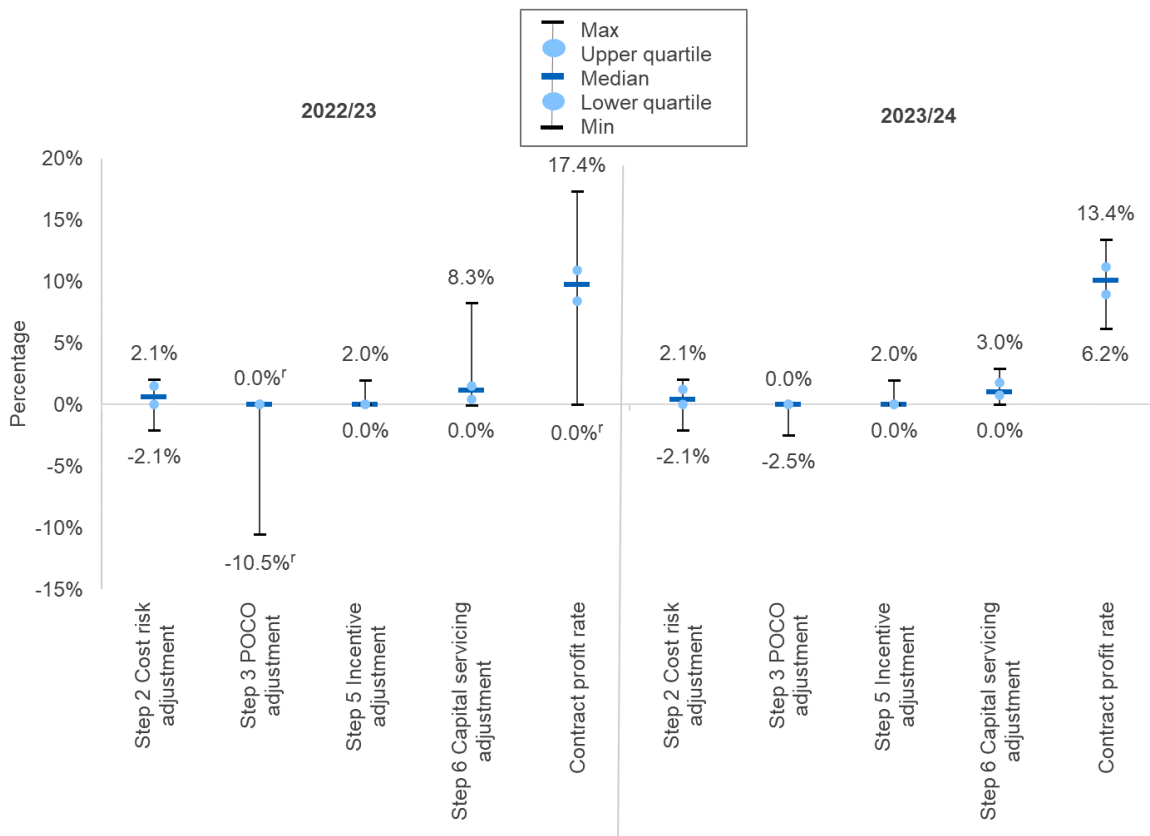 Max
Upper quartile
Median
Lower quartile
Min
2022/23
2023/24
Percentage
20%
15%
10%
5%
0%
-5%
-10%
-15%
2.1%
-2.1%
0.0%r
-10.5%r
2.0%
0.0%
8.3%
0.0%
17.4%
0.0%r
2.1%
-2.1%
0.0%
-2.5%
2.0%
0.0%
3.0%
0.0%
13.4%
6.2%
Step 2 Cost risk
adjustment
Step 3 POCO
adjustment
Step 5 Incentive
adjustment
Step 6 Capital servicing
adjustment
Contract profit rate
Step 2 Cost risk
adjustment
Step 3 POCO
adjustment
Step 5 Incentive
adjustment
Step 6 Capital servicing
adjustment
Contract profit rate